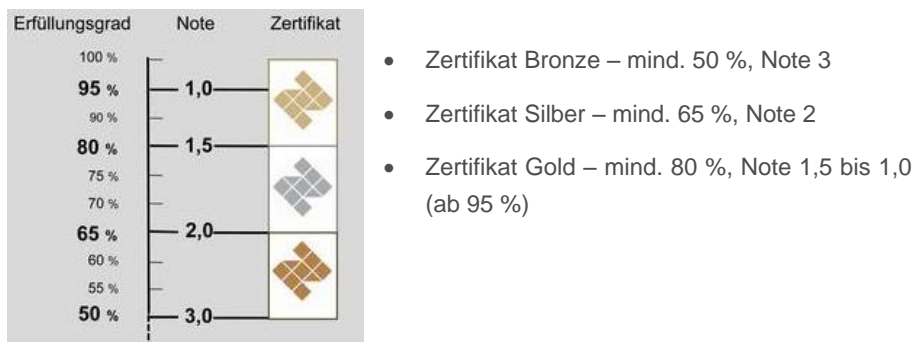 Erfüllungsgrad Note Zertifikat
100 %
95 % 1,0
90 %
80 % 1,5
75 %
70 %
65 % 2,0
60 %
55 %
50 % 3,0
• Zertifikat Bronze – mind. 50 %, Note 3
• Zertifikat Silber – mind. 65 %, Note 2
• Zertifikat Gold – mind. 80 %, Note 1,5 bis 1,0
(ab 95 %)